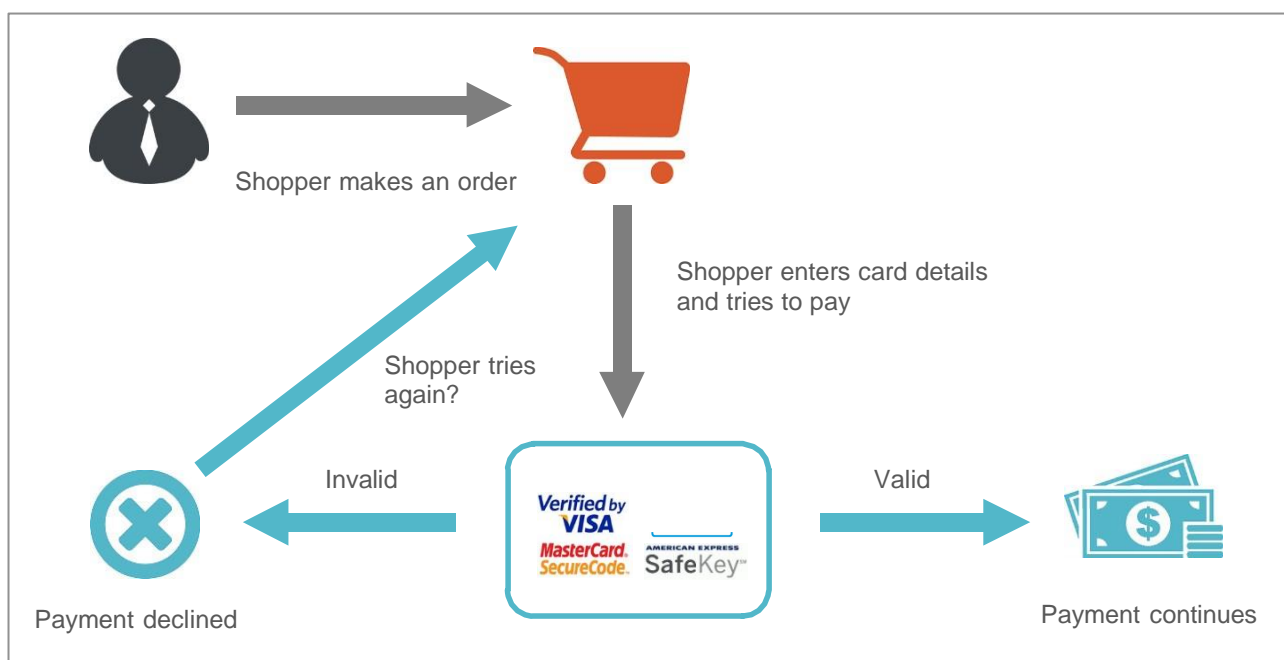 Shopper makes an order
Shopper enters card details
and tries to pay
Shopper tries
again?
Invalid
Valid
Verified by
VISA
MasterCard.
SecureCode.
AMERICAN EXPRESS
SafeKey℠
$
Payment declined
Payment continues